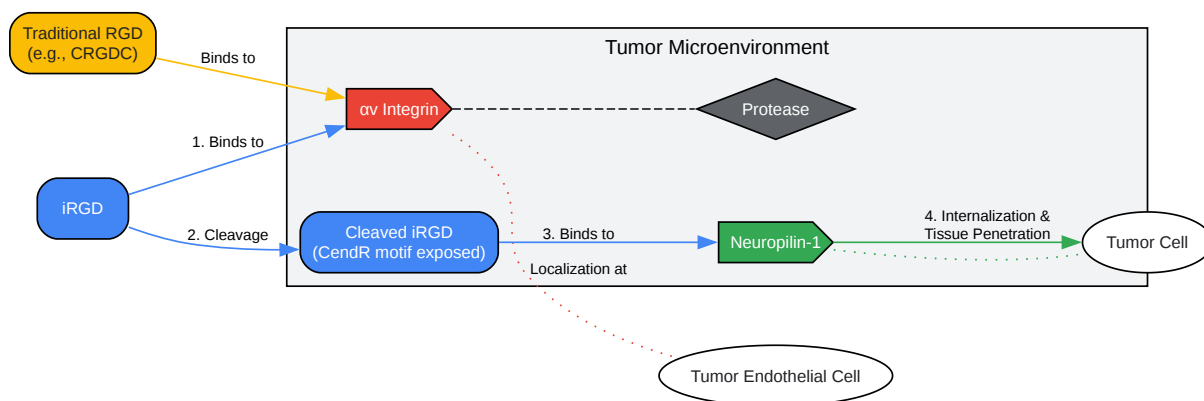 Traditional RGD
(e.g., CRGDC)
Binds to
Tumor Microenvironment
αv Integrin
Protease
1. Binds to
iRGD
2. Cleavage
Cleaved iRGD
(CendR motif exposed)
3. Binds to
Neuropilin-1
4. Internalization &
Tissue Penetration
Tumor Cell
Localization at
Tumor Endothelial Cell